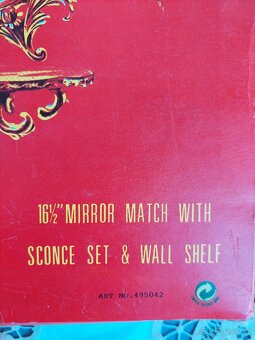 16½" MIRROR MATCH WITH
SCONCE SET & WALL SHELF
ART NO.495042